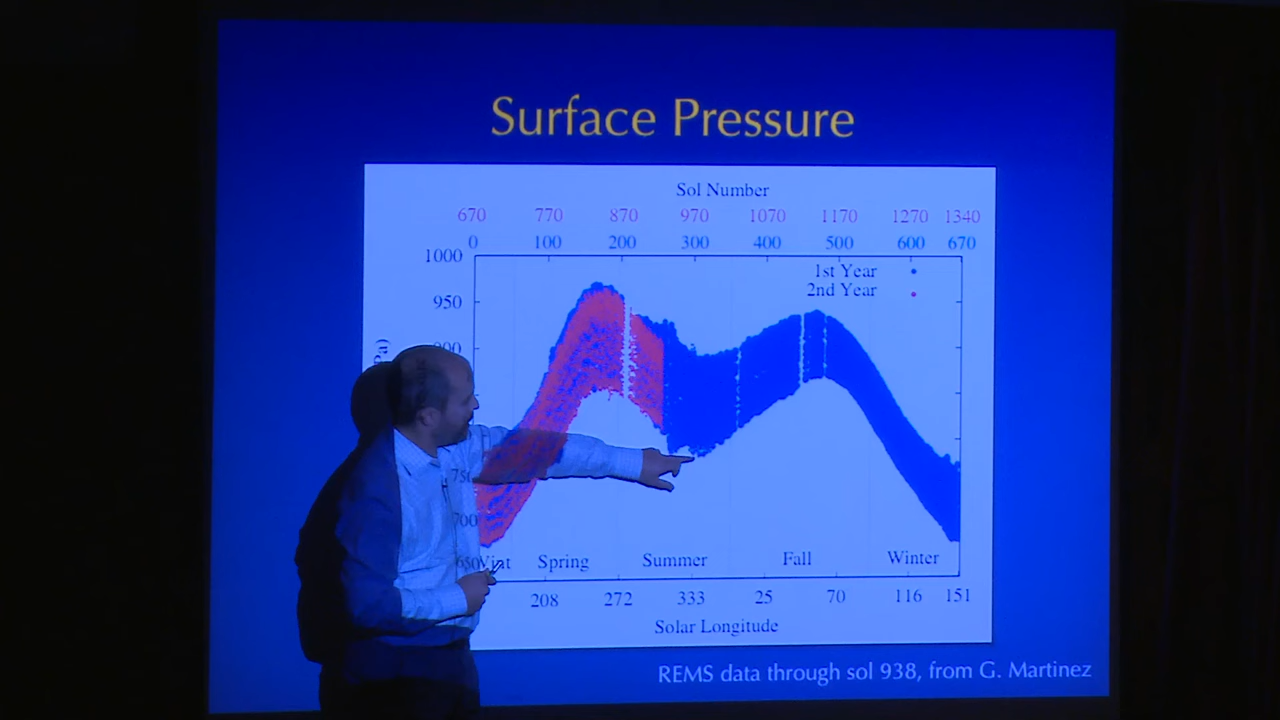 Surface Pressure
Sol Number
670 770 870 970 1070 1170 1270 1340
0 100 200 300 400 500 600 670
1000
1st Year
2nd Year
950
700
650
Spring Summer Fall Winter
208 272 333 25 70 116 151
Solar Longitude
REMS data through sol 938, from G. Martinez